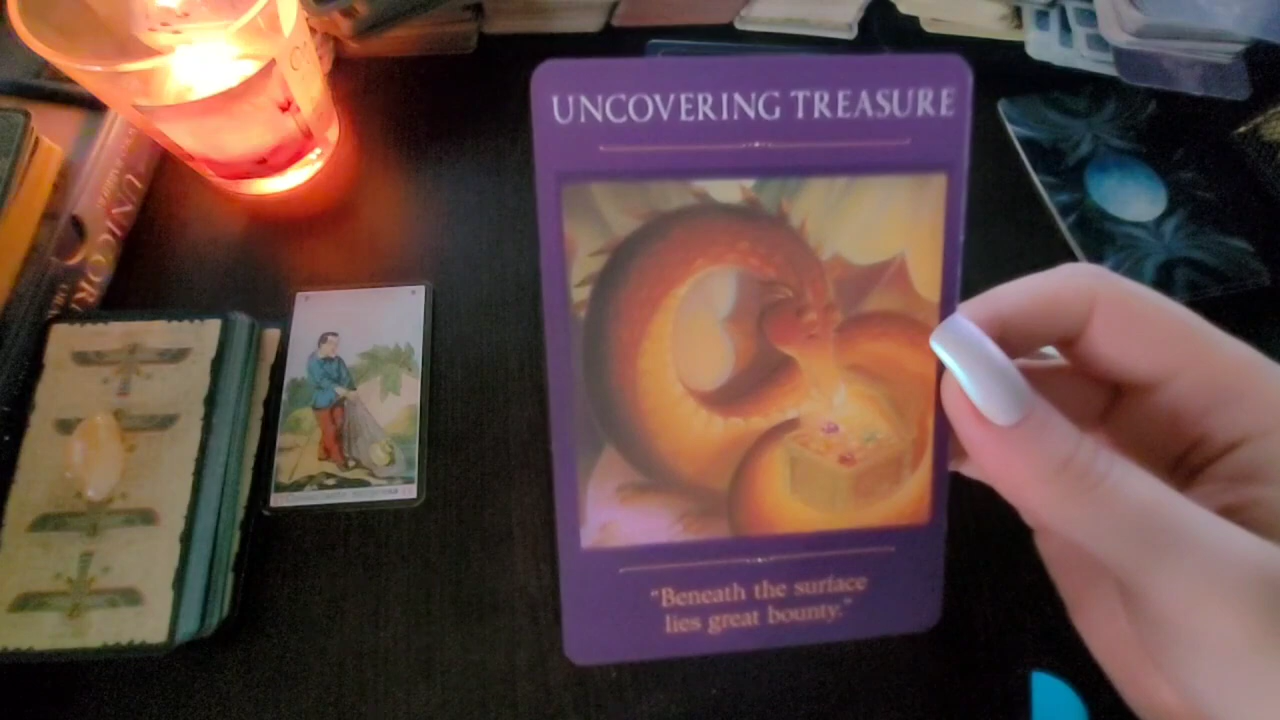 UNCOVERING TREASURE
"Beneath the surface
lies great bounty."